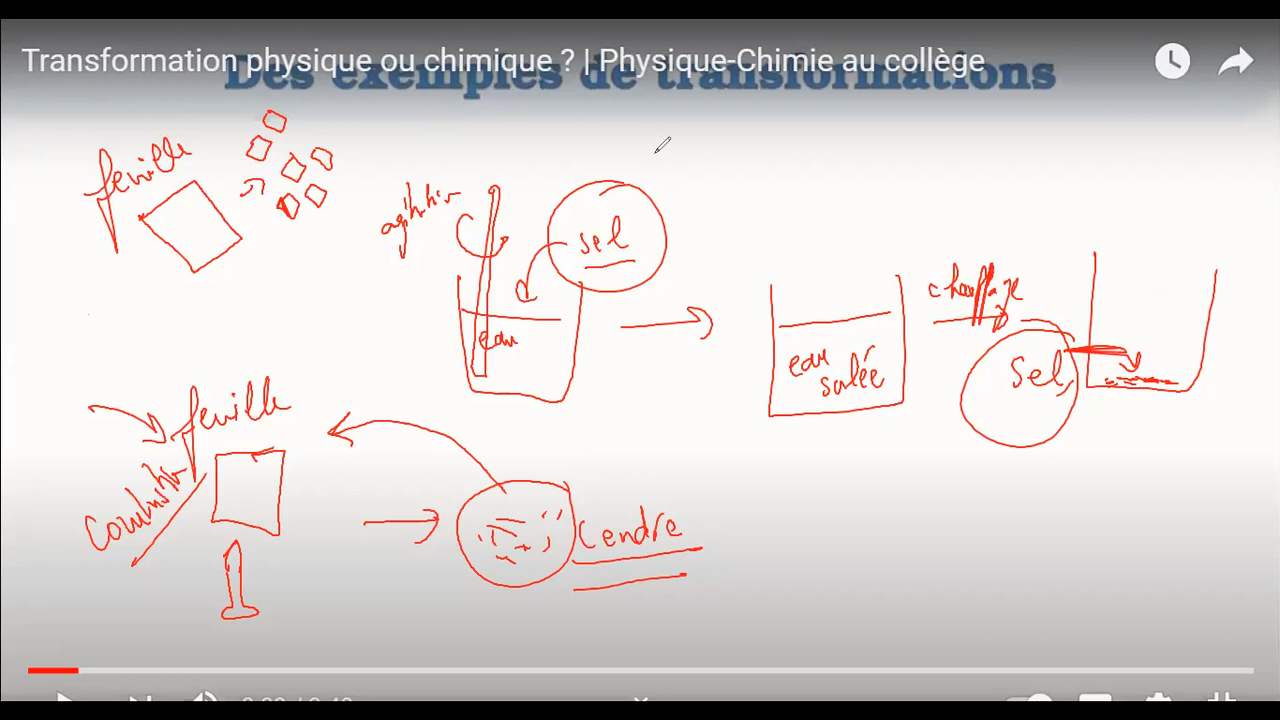 Transformation physique ou chimique ? | Physique-Chimie au collège
Des exemples de transformations
feuille
agitation
sel
eau
chauffage
eau
salée
Sel
feuille
Combustion
Cendre